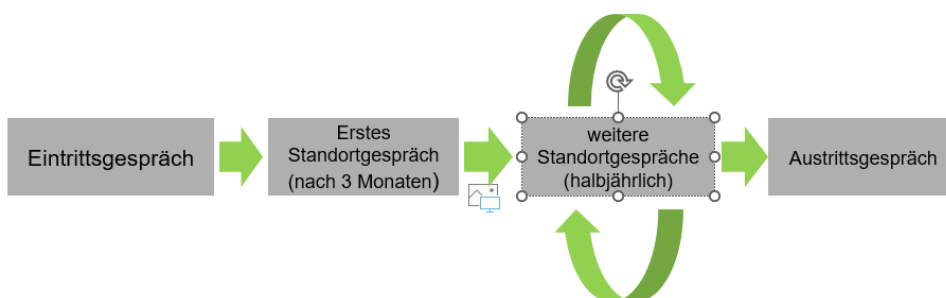 Eintrittsgespräch
Erstes
Standortgespräch
(nach 3 Monaten)
weitere
Standortgespräche
(halbjährlich)
Austrittsgespräch